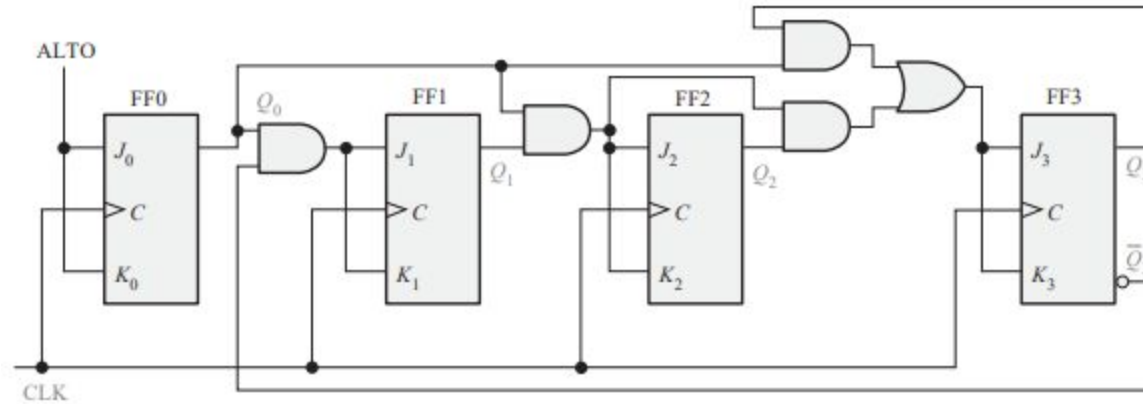 ALTO
FF0
FF1
FF2
FF3
Q₀
J₀
J₁
Q₁
J₂
Q₂
J₃
Q
C
C
C
C
K₀
K₁
K₂
K₃
Q̅
CLK